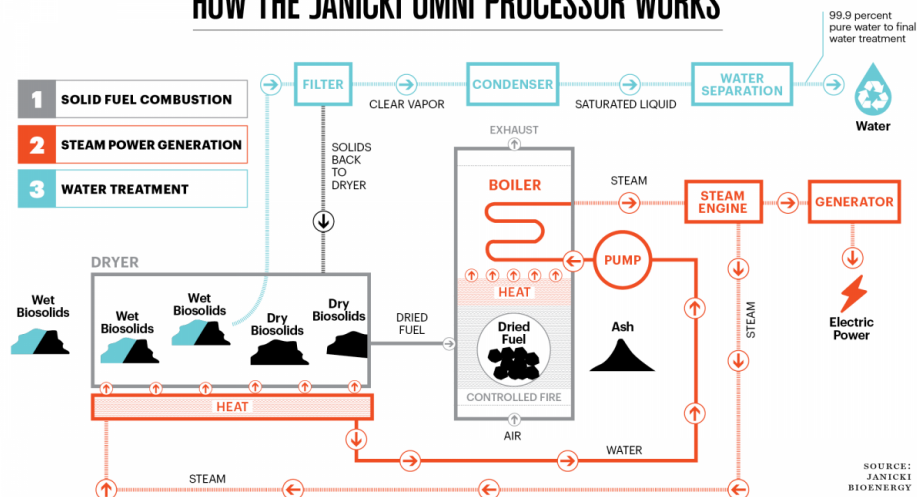 HOW THE JANICKI OMNI PROCESSOR WORKS
99.9 percent
pure water to final
water treatment
1 SOLID FUEL COMBUSTION
2 STEAM POWER GENERATION
3 WATER TREATMENT
FILTER
CLEAR VAPOR
CONDENSER
SATURATED LIQUID
WATER
SEPARATION
Water
SOLIDS
BACK
TO
DRYER
EXHAUST
BOILER
STEAM
STEAM
ENGINE
GENERATOR
PUMP
HEAT
DRYER
Wet
Biosolids
Wet
Biosolids
Wet
Biosolids
Dry
Biosolids
Dry
Biosolids
DRIED
FUEL
Dried
Fuel
Ash
STEAM
Electric
Power
CONTROLLED FIRE
HEAT
AIR
WATER
STEAM
SOURCE:
JANICKI
BIOENERGY